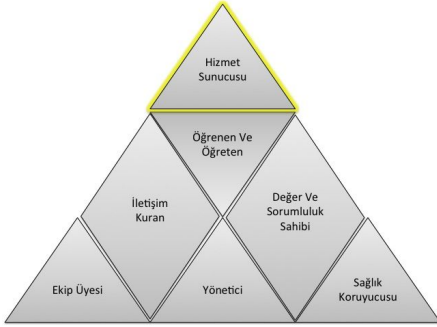 Hizmet
Sunucusu
Öğrenen Ve
Öğreten
İletişim
Kuran
Değer Ve
Sorumluluk
Sahibi
Ekip Üyesi
Yönetici
Sağlık
Koruyucusu